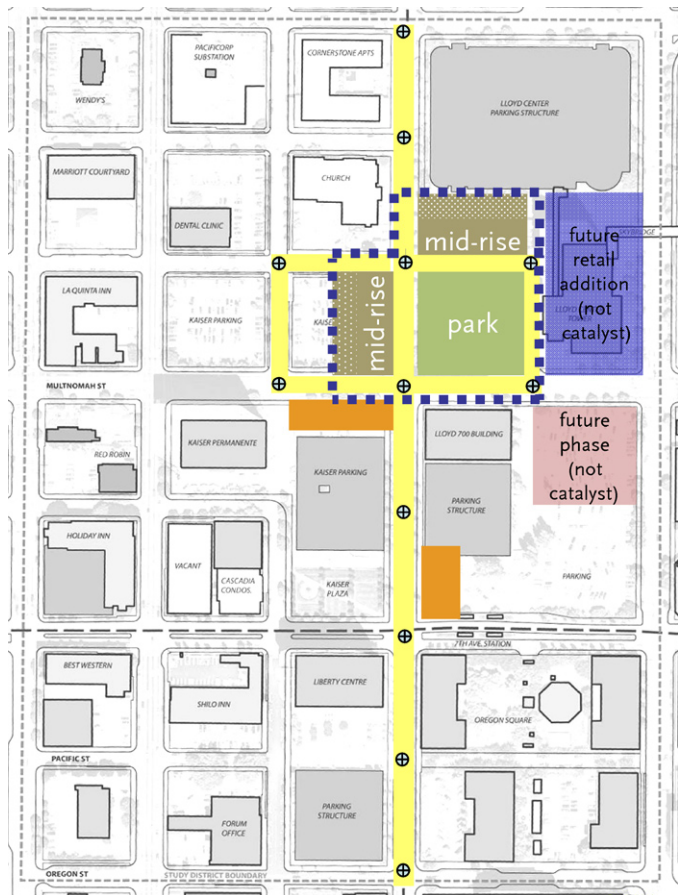 PACIFICORP
SUBSTATION
CORNERSTONE APTS
WENDY'S
LLOYD CENTER
PARKING STRUCTURE
MARRIOTT COURTYARD
CHURCH
DENTAL CLINIC
mid-rise
future
retail
addition
(not
catalyst)
SKYBRIDGE
LA QUINTA INN
KAISER PARKING
mid-rise
park
MULTNOMAH ST
KAISER PERMANENTE
LLOYD 700 BUILDING
future
phase
(not
catalyst)
RED ROBIN
KAISER PARKING
PARKING
STRUCTURE
HOLIDAY INN
VACANT
CASCADIA
CONDOS.
KAISER
PLAZA
PARKING
7TH AVE. STATION
BEST WESTERN
SHILO INN
LIBERTY CENTRE
OREGON SQUARE
PACIFIC ST
FORUM
OFFICE
PARKING
STRUCTURE
OREGON ST
STUDY DISTRICT BOUNDARY